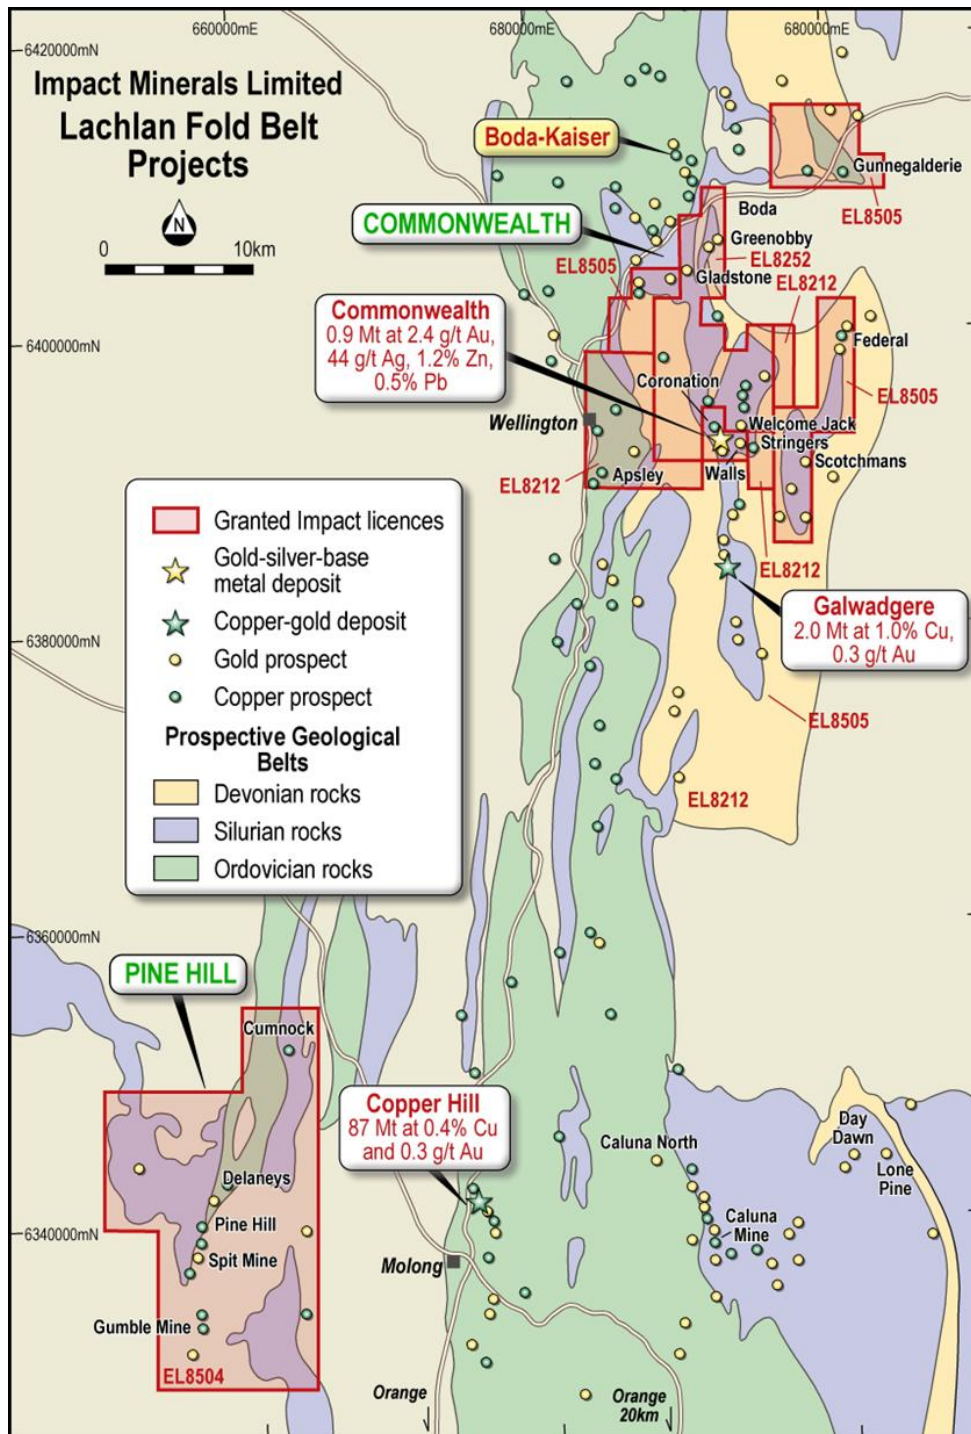 660000mE
680000mE
680000mE
6420000mN
Impact Minerals Limited
Lachlan Fold Belt
Projects
N
0
10km
Boda-Kaiser
Gunnegalderie
EL8505
COMMONWEALTH
Boda
Greenobby
EL8252
EL8505
Gladstone
EL8212
Commonwealth
0.9 Mt at 2.4 g/t Au,
44 g/t Ag, 1.2% Zn,
0.5% Pb
6400000mN
Federal
Coronation
EL8505
Wellington
Welcome Jack
Stringers
Scotchmans
Walls
Apsley
EL8212
EL8212
Granted Impact licences
Gold-silver-base
metal deposit
Copper-gold deposit
Gold prospect
Copper prospect
Prospective Geological
Belts
Devonian rocks
Silurian rocks
Ordovician rocks
Galwadgere
2.0 Mt at 1.0% Cu,
0.3 g/t Au
6380000mN
EL8505
EL8212
6360000mN
PINE HILL
Cumnock
Copper Hill
87 Mt at 0.4% Cu
and 0.3 g/t Au
Day
Dawn
Caluna North
Lone
Pine
Delaneys
6340000mN
Pine Hill
Caluna
Mine
Spit Mine
Molong
Gumble Mine
EL8504
Orange
Orange
20km